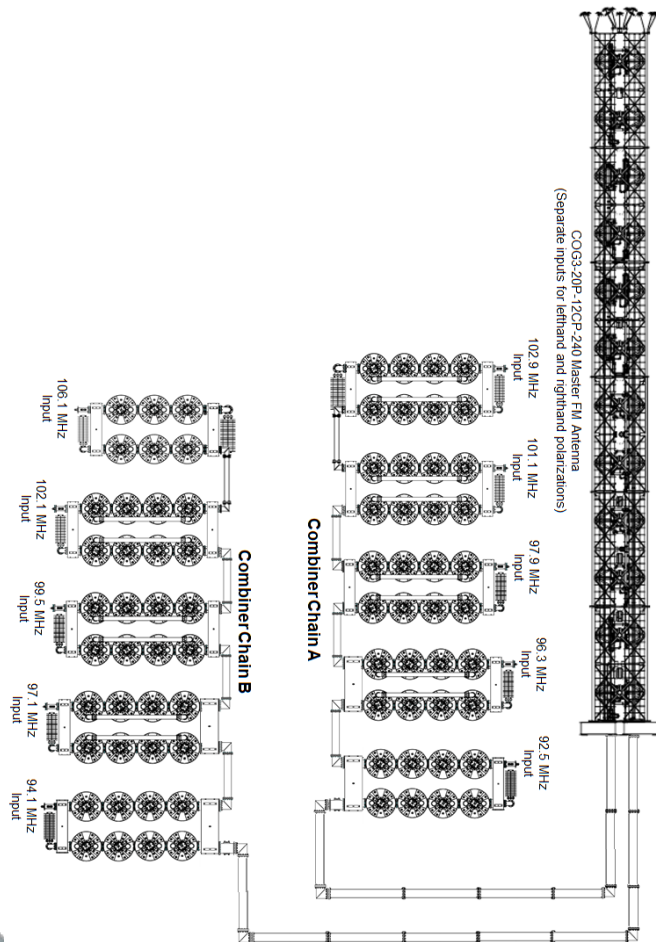 COG3-20P-12CP-240 Master FM Antenna
(Separate inputs for lefthand and righthand polarizations)
102.9 MHz
Input
101.1 MHz
Input
97.9 MHz
Input
96.3 MHz
Input
92.5 MHz
Input
Combiner Chain A
Combiner Chain B
106.1 MHz
Input
102.1 MHz
Input
99.5 MHz
Input
97.1 MHz
Input
94.1 MHz
Input